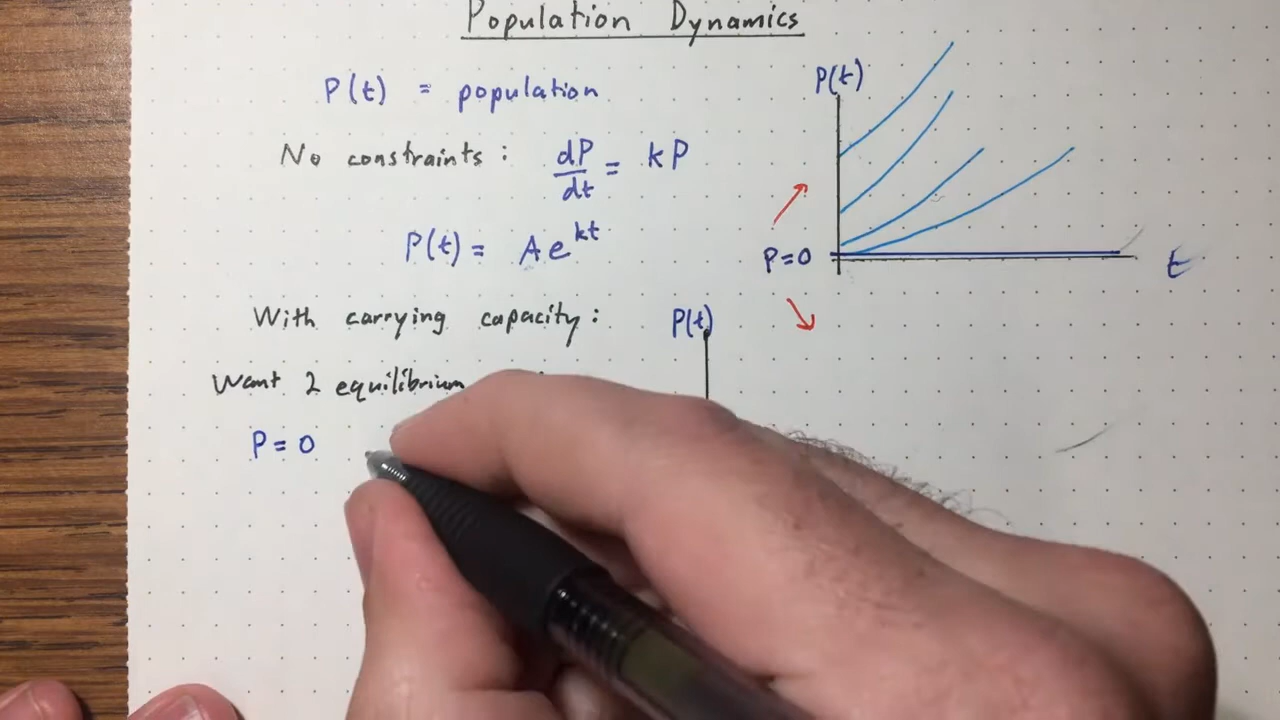 Population Dynamics
P(t) = population
No constraints: dP/dt = kP
P(t) = Ae^kt
With carrying capacity:
Want 2 equilibrium
P = 0
P(t)
P=0
t
P(t)